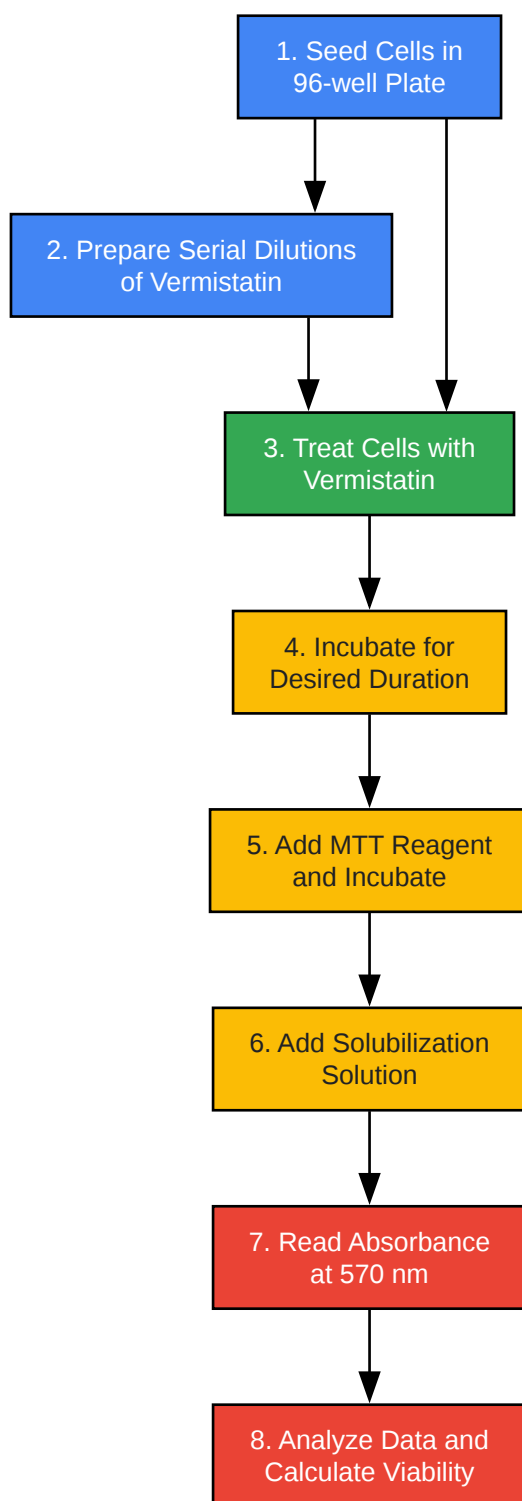 1. Seed Cells in
96-well Plate
2. Prepare Serial Dilutions
of Vermistatin
3. Treat Cells with
Vermistatin
4. Incubate for
Desired Duration
5. Add MTT Reagent
and Incubate
6. Add Solubilization
Solution
7. Read Absorbance
at 570 nm
8. Analyze Data and
Calculate Viability